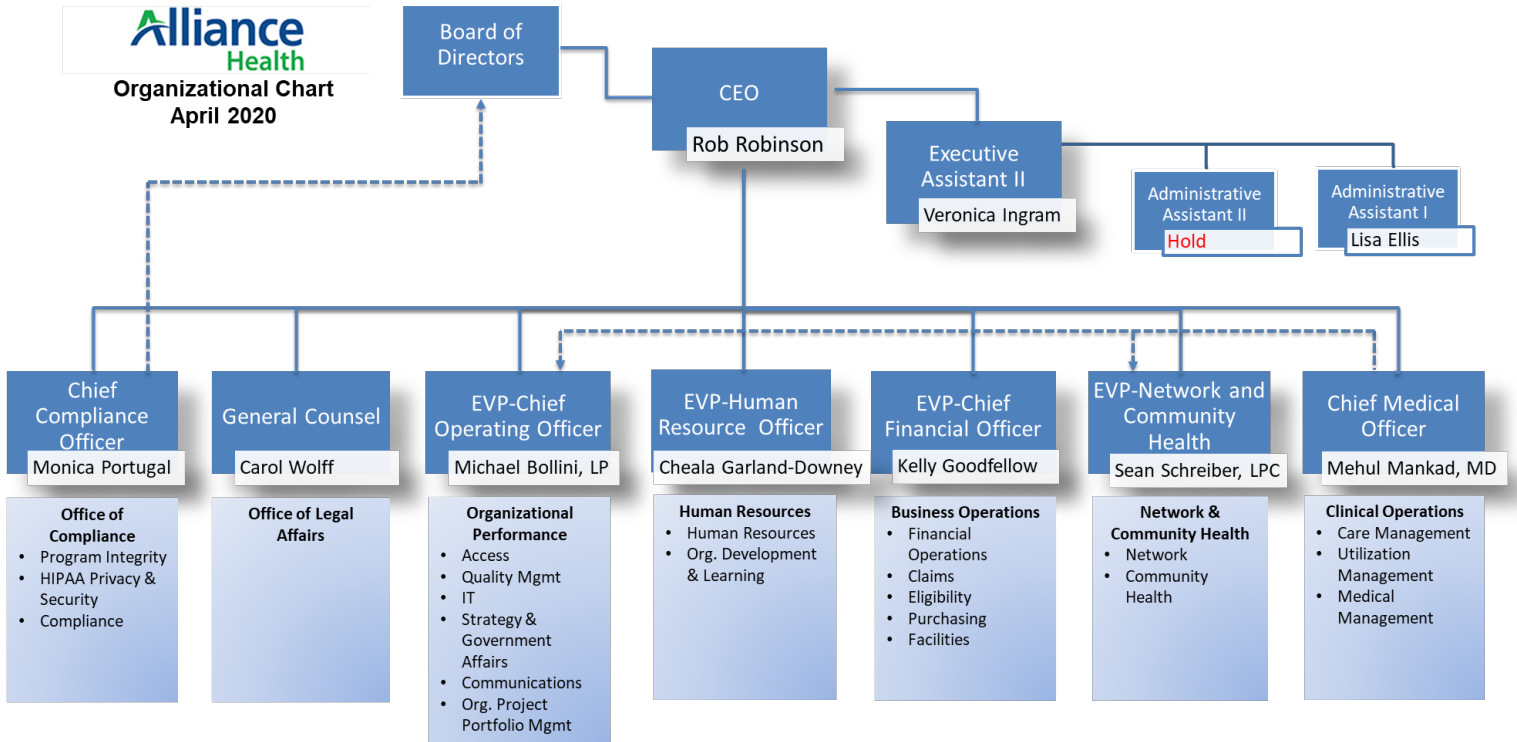 Alliance
Health
Organizational Chart
April 2020
Board of
Directors
CEO
Rob Robinson
Executive
Assistant II
Veronica Ingram
Administrative
Assistant II
Hold
Administrative
Assistant I
Lisa Ellis
Chief
Compliance
Officer
Monica Portugal
General Counsel
Carol Wolff
EVP-Chief
Operating Officer
Michael Bollini, LP
EVP-Human
Resource Officer
Cheala Garland-Downey
EVP-Chief
Financial Officer
Kelly Goodfellow
EVP-Network and
Community
Health
Sean Schreiber, LPC
Chief Medical
Officer
Mehul Mankad, MD
Office of
Compliance
• Program Integrity
• HIPAA Privacy &
Security
• Compliance
Office of Legal
Affairs
Organizational
Performance
• Access
• Quality Mgmt
• IT
• Strategy &
Government
Affairs
• Communications
• Org. Project
Portfolio Mgmt
Human Resources
• Human Resources
• Org. Development
& Learning
Business Operations
• Financial
Operations
• Claims
• Eligibility
• Purchasing
• Facilities
Network &
Community Health
• Network
• Community
Health
Clinical Operations
• Care Management
• Utilization
Management
• Medical
Management